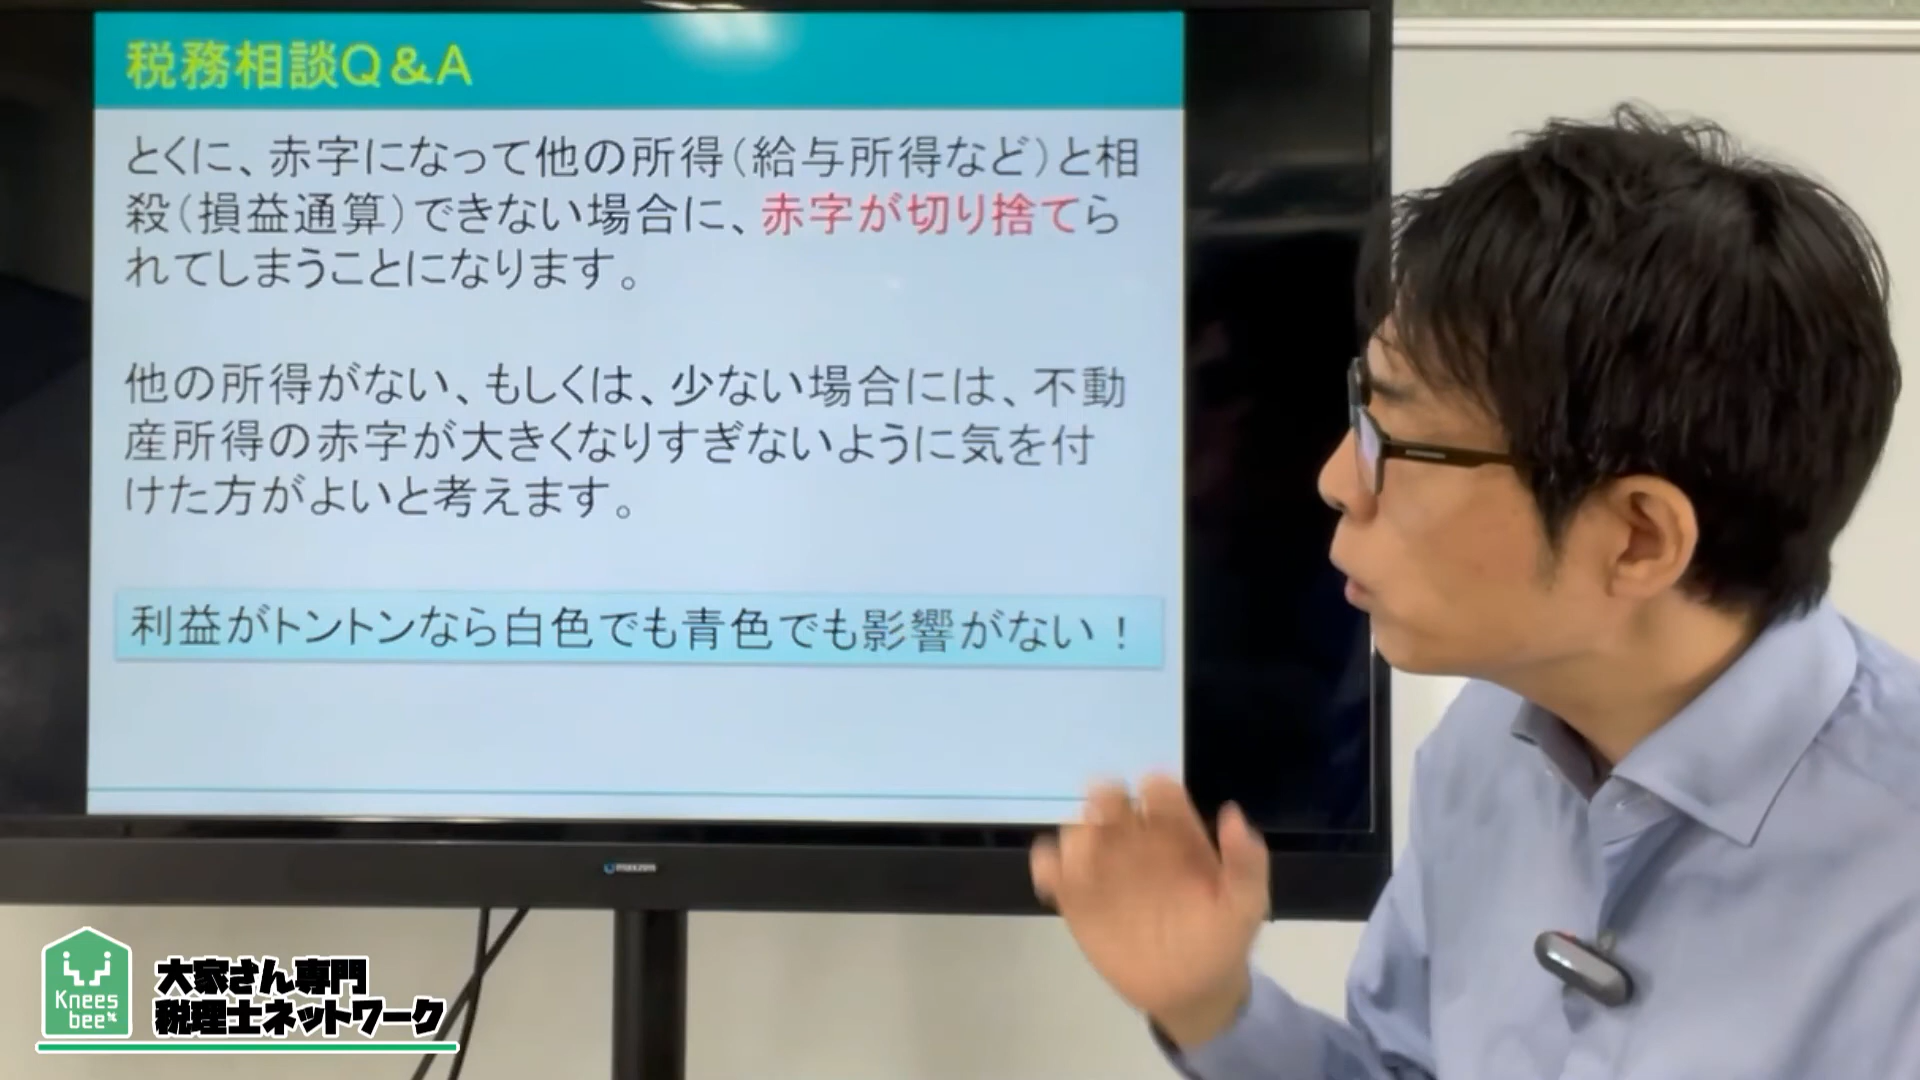 税務相談Q&A
とくに、赤字になって他の所得(給与所得など)と相
殺(損益通算)できない場合に、赤字が切り捨てら
れてしまうことになります。
他の所得がない、もしくは、少ない場合には、不動
産所得の赤字が大きくなりすぎないように気を付
けた方がよいと考えます。
利益がトントンなら白色でも青色でも影響がない！
maxzen
Knees
bee
大家さん専門
税理士ネットワーク